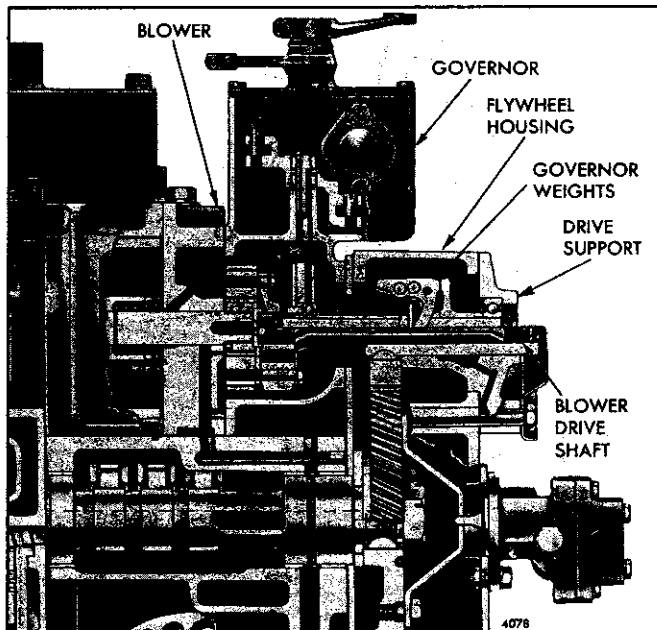 BLOWER
GOVERNOR
FLYWHEEL
HOUSING
GOVERNOR
WEIGHTS
DRIVE
SUPPORT
BLOWER
DRIVE
SHAFT
4078